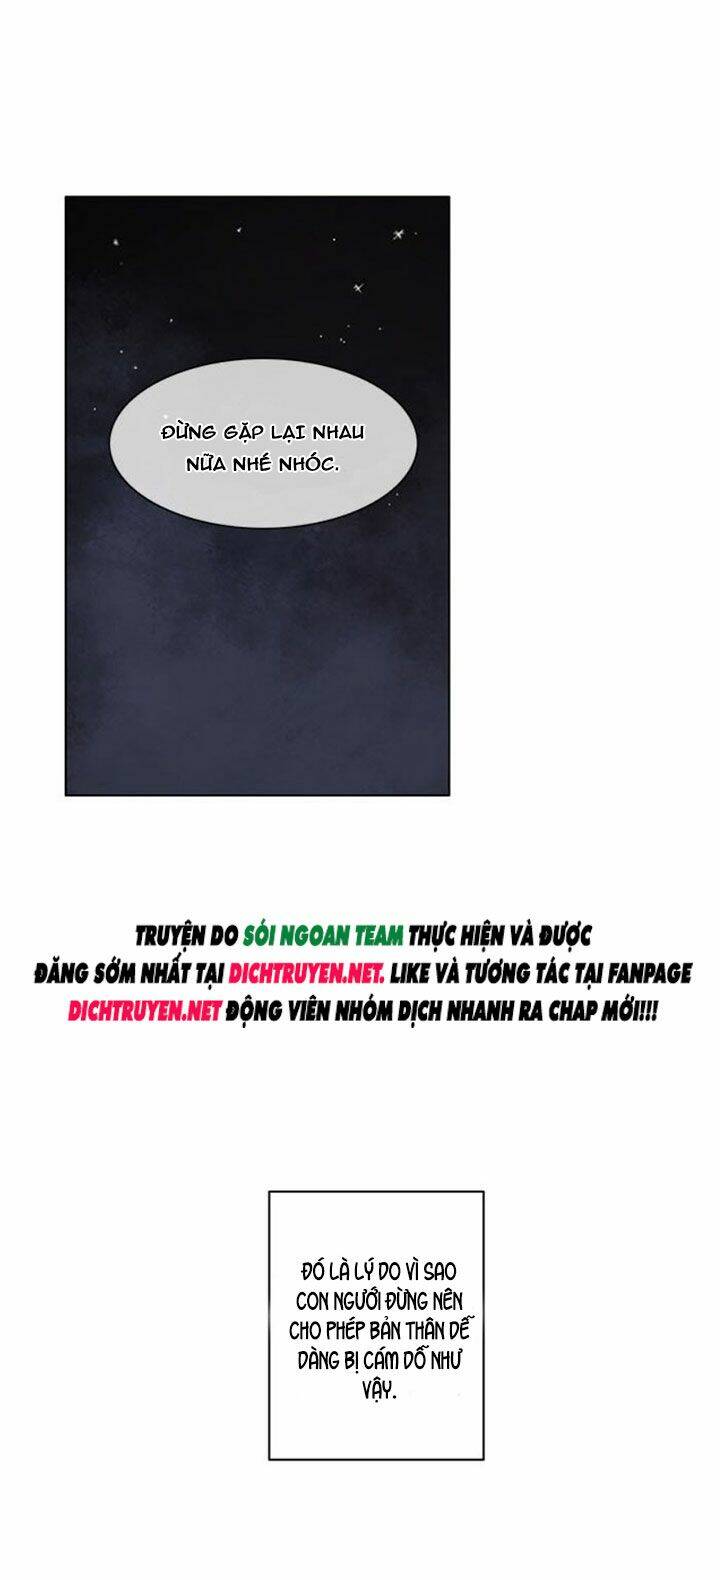 ĐỪNG GẶP LẠI NHAU
NỮA NHÉ NHÓC.
TRUYỆN DO SÓI NGOAN TEAM THỰC HIỆN VÀ ĐƯỢC
ĐĂNG SỚM NHẤT TẠI DICHTRUYEN.NET. LIKE VÀ TƯƠNG TÁC TẠI FANPAGE
DICHTRUYEN.NET ĐỘNG VIÊN NHÓM DỊCH NHANH RA CHAP MỚI!!!
ĐÓ LÀ LÝ DO VÌ SAO
CON NGƯỚI ĐỪNG NÊN
CHO PHÉP BẢN THÂN DỄ
DÀNG BỊ CÁM DỖ NHƯ
VẬY.